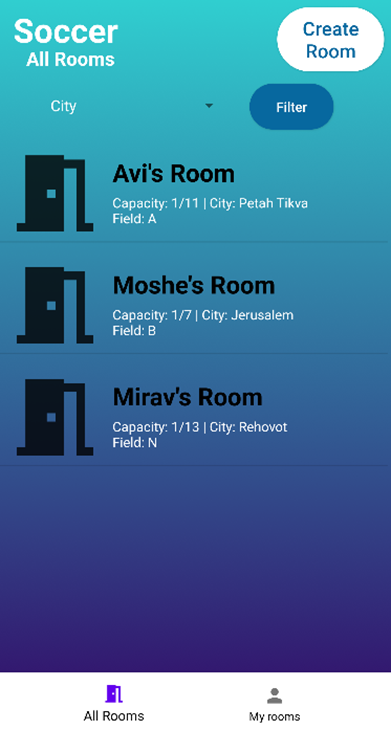 Soccer
All Rooms
Create
Room
City
Filter
Avi's Room
Capacity: 1/11 | City: Petah Tikva
Field: A
Moshe's Room
Capacity: 1/7 | City: Jerusalem
Field: B
Mirav's Room
Capacity: 1/13 | City: Rehovot
Field: N
All Rooms
My rooms